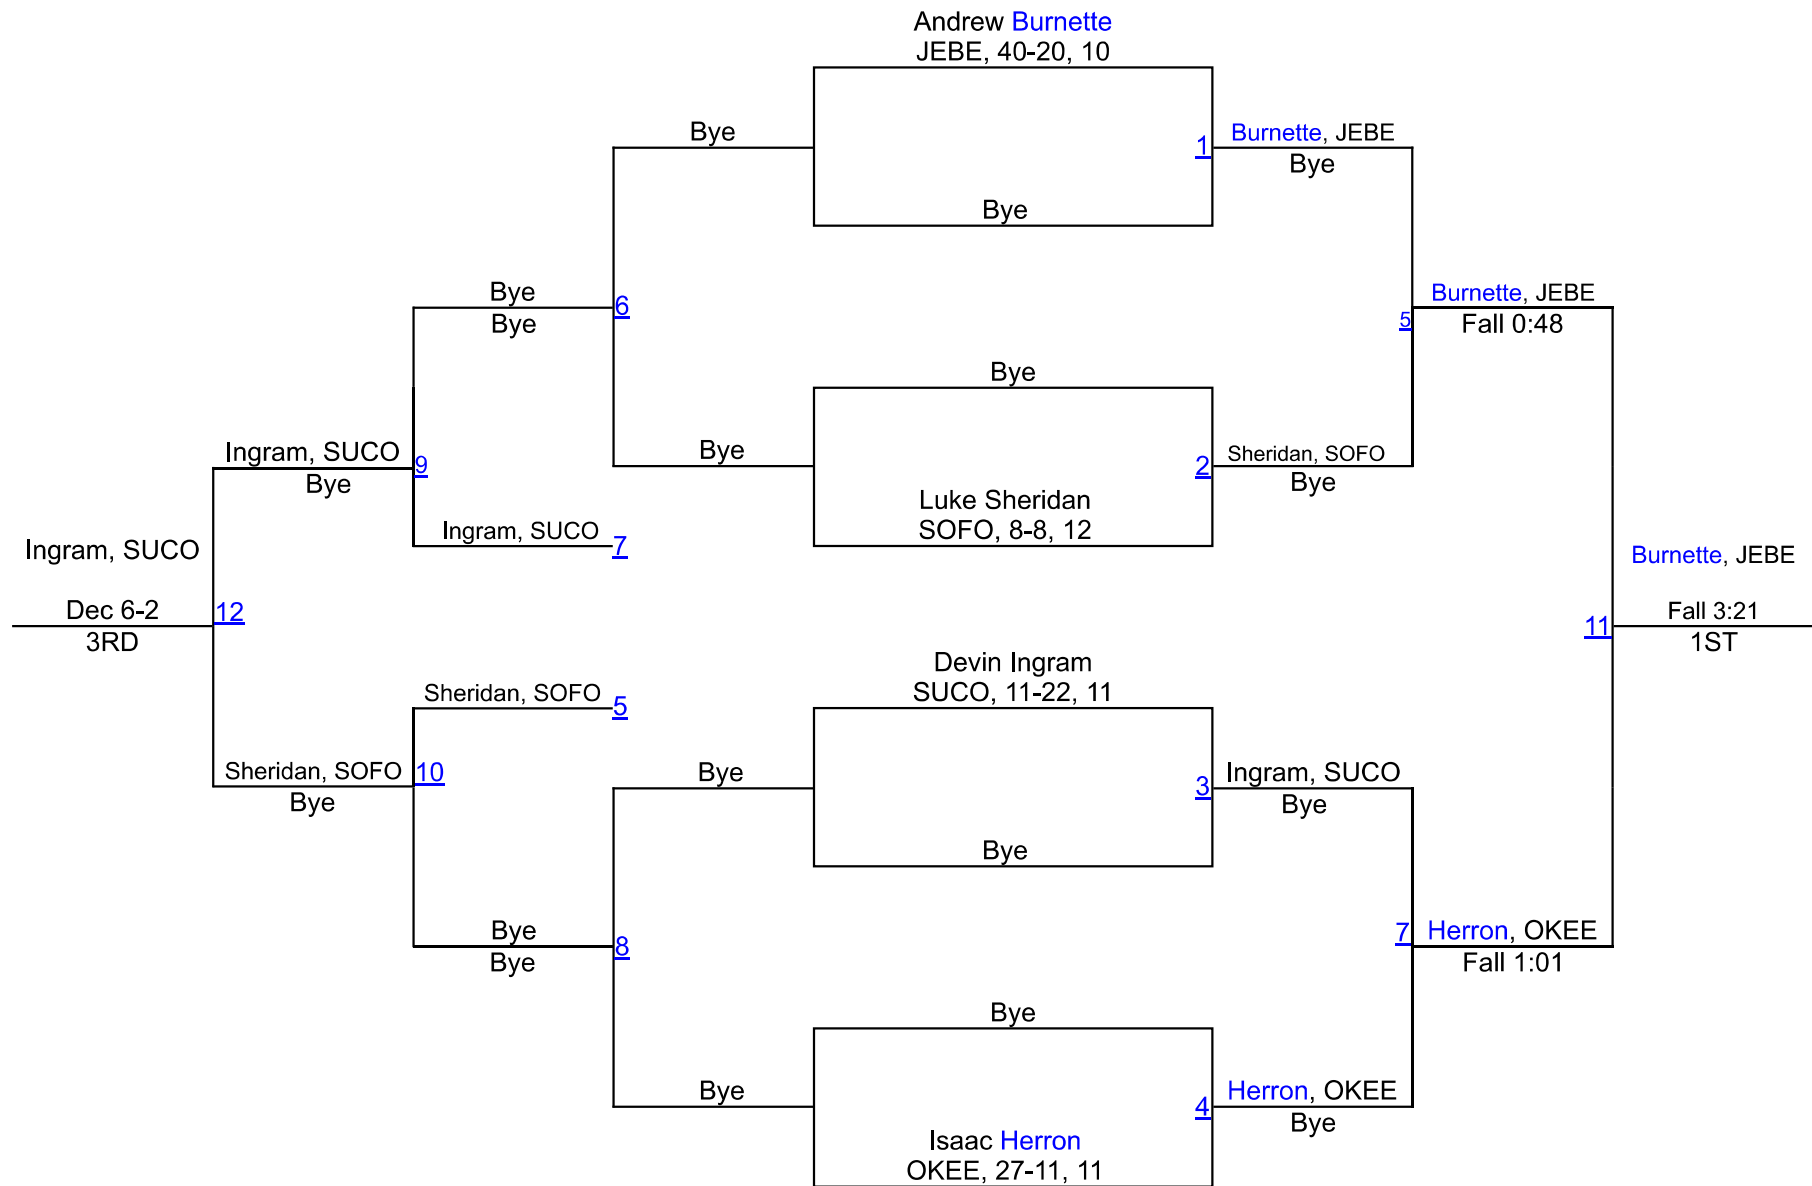 Andrew Burnette
JEBE, 40-20, 10
Bye
1
Burnette, JEBE
Bye
Bye
Bye
Bye
6
Burnette, JEBE
5
Fall 0:48
Bye
Ingram, SUCO
9
Bye
Bye
2
Sheridan, SOFO
Bye
Luke Sheridan
SOFO, 8-8, 12
Ingram, SUCO
7
Ingram, SUCO
Burnette, JEBE
Dec 6-2
12
3RD
11
Fall 3:21
1ST
Devin Ingram
SUCO, 11-22, 11
Sheridan, SOFO
5
Sheridan, SOFO
10
Bye
Bye
3
Ingram, SUCO
Bye
Bye
Bye
8
Bye
7
Herron, OKEE
Fall 1:01
Bye
Bye
4
Herron, OKEE
Bye
Isaac Herron
OKEE, 27-11, 11